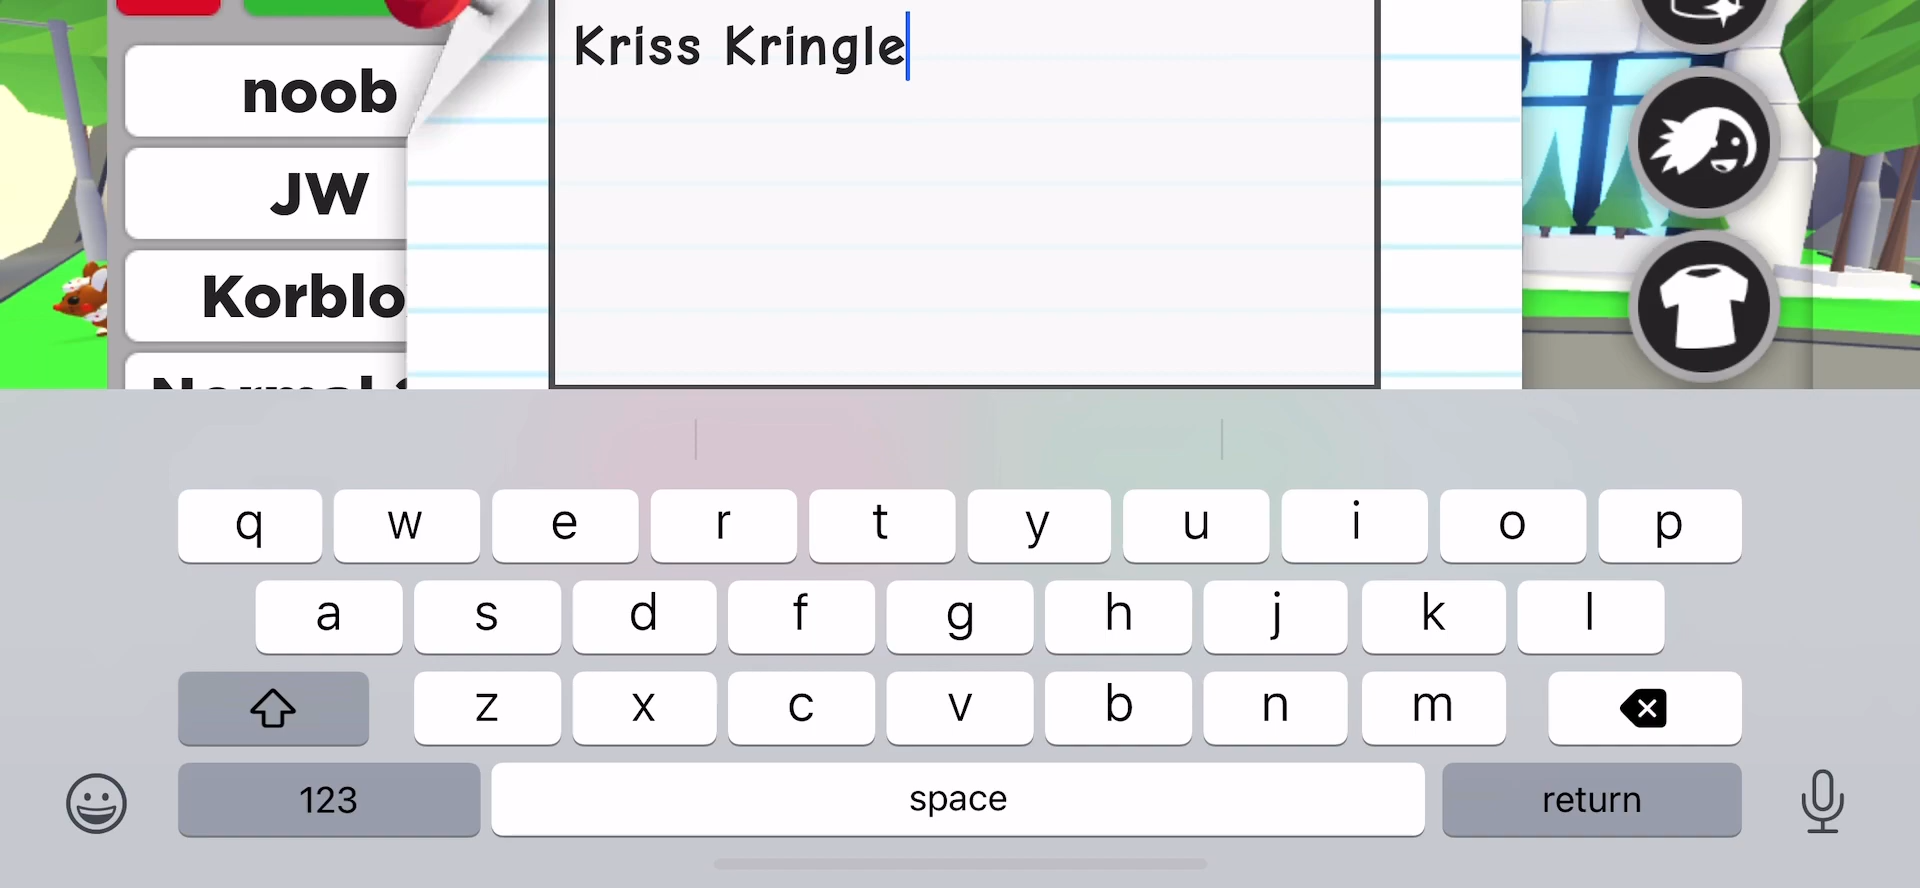 Kriss Kringle
noob
JW
Korblo
q w e r t y u i o p
a s d f g h j k l
z x c v b n m
123 space return